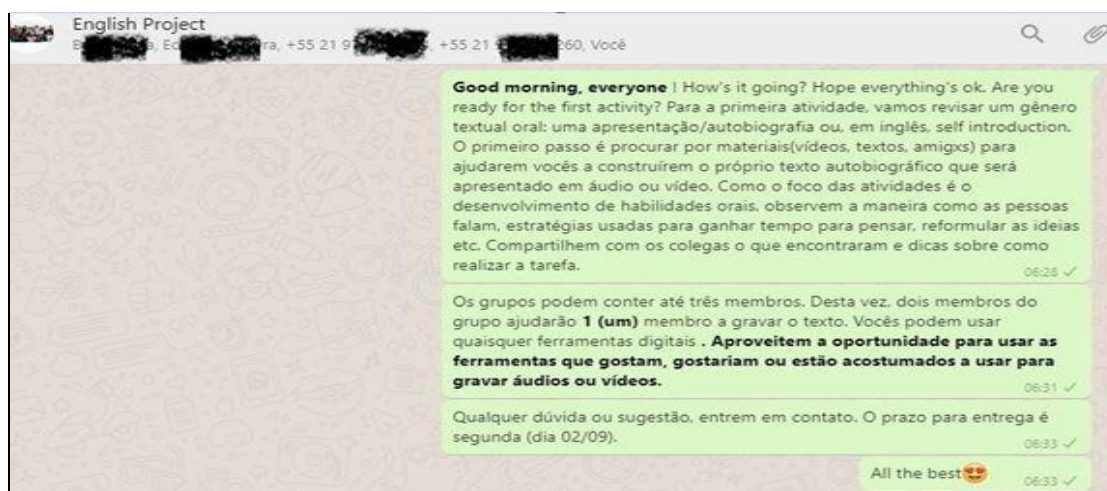 English Project
+55 21 +55 21 260, Você
Good morning, everyone ! How's it going? Hope everything's ok. Are you
ready for the first activity? Para a primeira atividade, vamos revisar um gênero
textual oral: uma apresentação/autobiografia ou, em inglês, self introduction.
O primeiro passo é procurar por materiais(vídeos, textos, amigxs) para
ajudarem vocês a construírem o próprio texto autobiográfico que será
apresentado em áudio ou vídeo. Como o foco das atividades é o
desenvolvimento de habilidades orais, observem a maneira como as pessoas
falam, estratégias usadas para ganhar tempo para pensar, reformular as ideias
etc. Compartilhem com os colegas o que encontraram e dicas sobre como
realizar a tarefa.
06:28
Os grupos podem conter até três membros. Desta vez, dois membros do
grupo ajudarão 1 (um) membro a gravar o texto. Vocês podem usar
quaisquer ferramentas digitais . Aproveitem a oportunidade para usar as
ferramentas que gostam, gostariam ou estão acostumados a usar para
gravar áudios ou vídeos.
06:31
Qualquer dúvida ou sugestão, entrem em contato. O prazo para entrega é
segunda (dia 02/09).
06:33
All the best😍
06:33